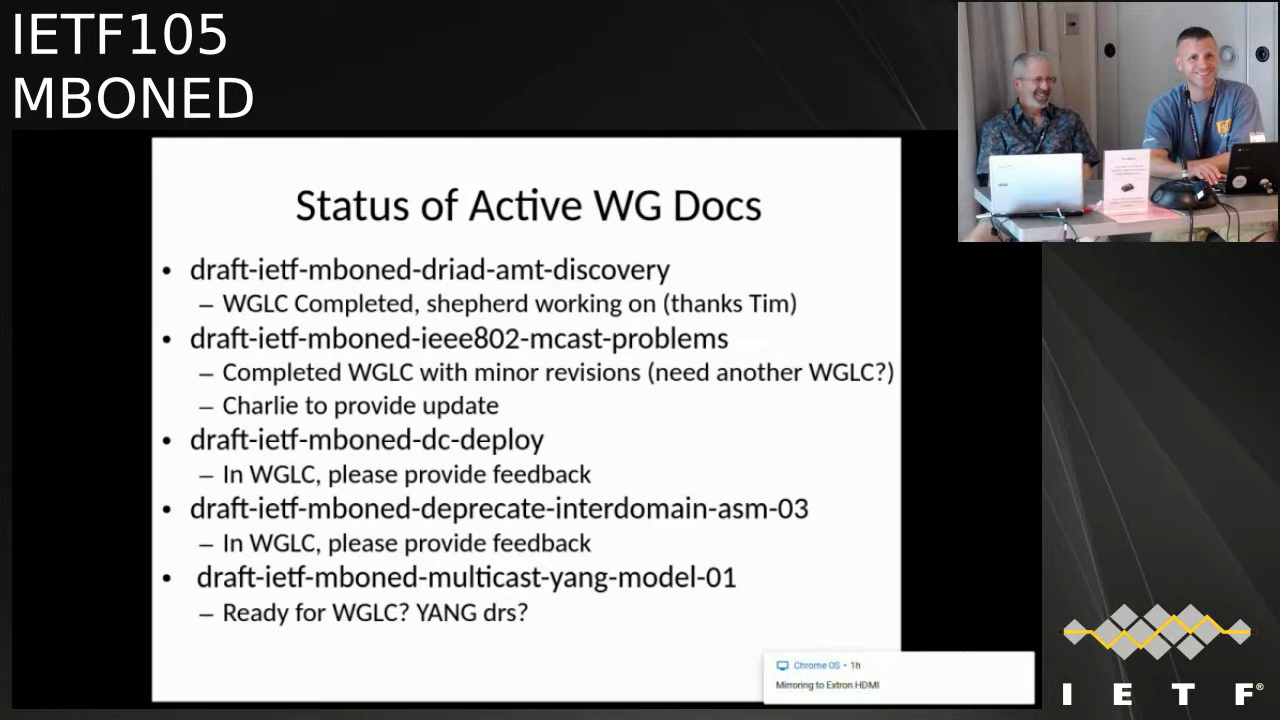 IETF105
MBONED
Status of Active WG Docs
• draft-ietf-mboned-driad-amt-discovery
– WGLC Completed, shepherd working on (thanks Tim)
• draft-ietf-mboned-ieee802-mcast-problems
– Completed WGLC with minor revisions (need another WGLC?)
– Charlie to provide update
• draft-ietf-mboned-dc-deploy
– In WGLC, please provide feedback
• draft-ietf-mboned-deprecate-interdomain-asm-03
– In WGLC, please provide feedback
• draft-ietf-mboned-multicast-yang-model-01
– Ready for WGLC? YANG drs?
Chrome OS • 1h
Mirroring to Extron HDMI
I E T F®